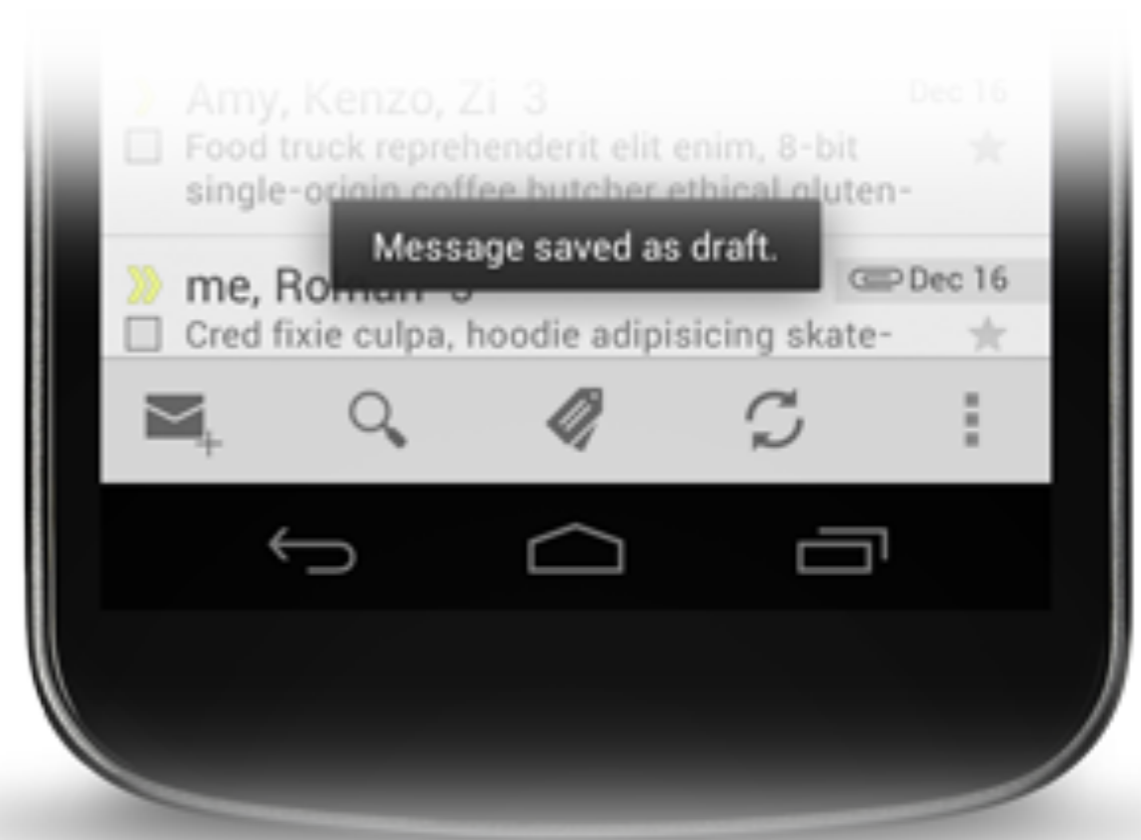 Amy, Kenzo, Zi 3
Dec 16
Food truck reprehenderit elit enim, 8-bit
single-origin coffee butcher ethical gluten-
Message saved as draft.
me, Roman
Dec 16
Cred fixie culpa, hoodie adipisicing skate-